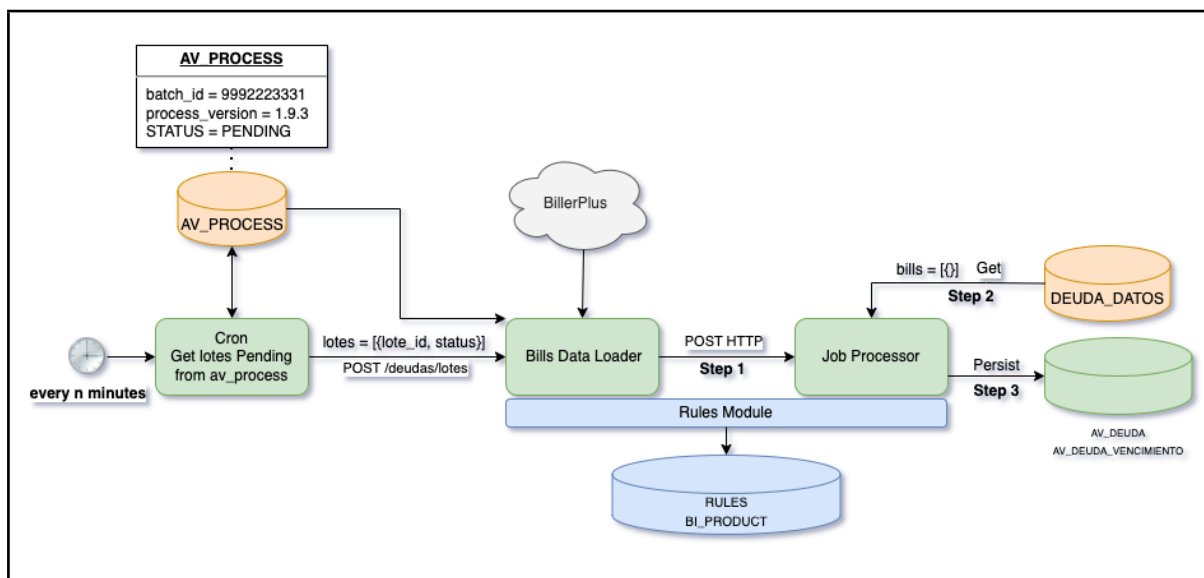 AV_PROCESS
batch_id = 9992223331
process_version = 1.9.3
STATUS = PENDING
AV_PROCESS
BillerPlus
bills = [{}] Get
Step 2
DEUDA_DATOS
every n minutes
Cron
Get lotes Pending
from av_process
lotes = [{lote_id, status}]
POST /deudas/lotes
Bills Data Loader
POST HTTP
Step 1
Job Processor
Persist
Step 3
AV_DEUDA
AV_DEUDA_VENCIMIENTO
Rules Module
RULES
BI_PRODUCT